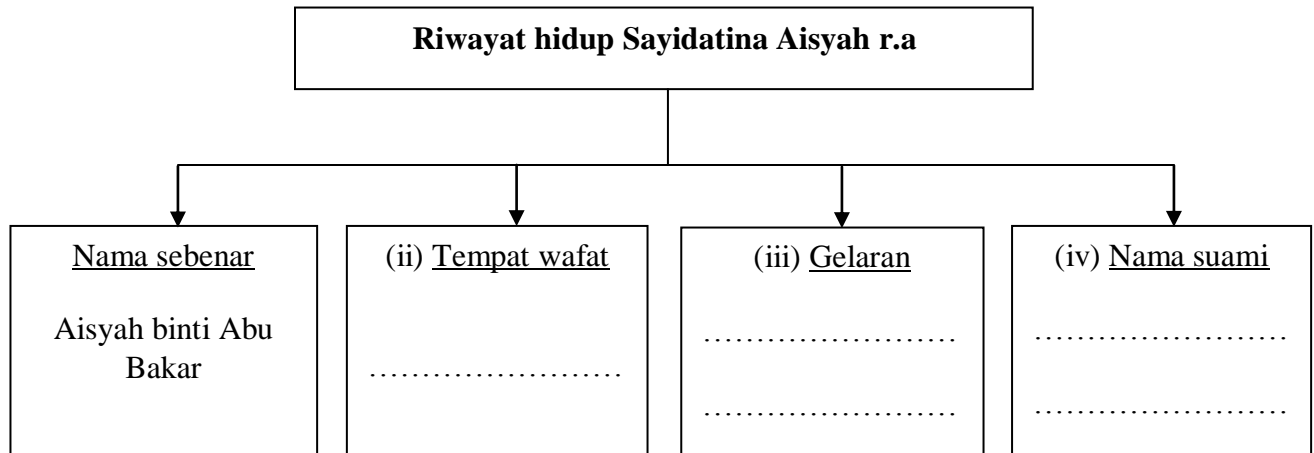 Riwayat hidup Sayidatina Aisyah r.a
Nama sebenar
Aisyah binti Abu
Bakar
(ii) Tempat wafat
……………………
(iii) Gelaran
……………………
……………………
(iv) Nama suami
……………………
……………………